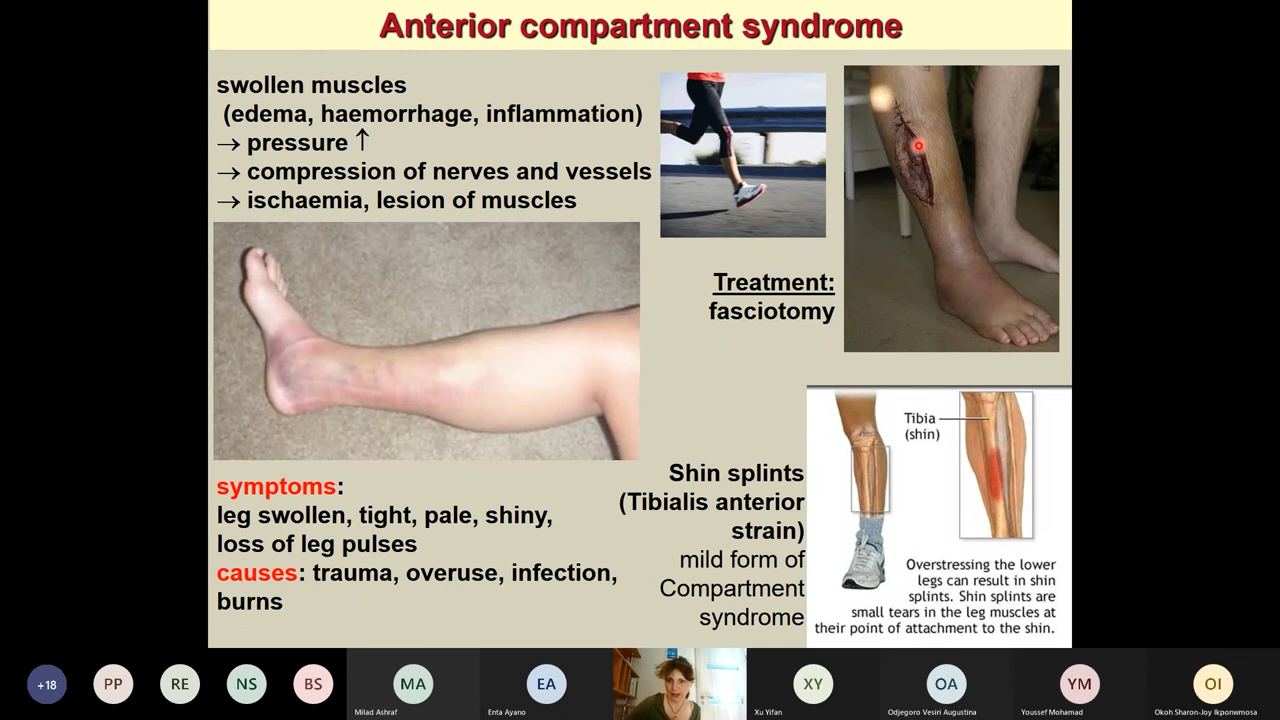 Anterior compartment syndrome
swollen muscles
(edema, haemorrhage, inflammation)
→ pressure ↑
→ compression of nerves and vessels
→ ischaemia, lesion of muscles
Treatment:
fasciotomy
symptoms:
leg swollen, tight, pale, shiny,
loss of leg pulses
causes: trauma, overuse, infection,
burns
Shin splints
(Tibialis anterior
strain)
mild form of
Compartment
syndrome
Tibia
(shin)
Overstressing the lower
legs can result in shin
splints. Shin splints are
small tears in the leg muscles at
their point of attachment to the shin.
+18
PP
RE
NS
BS
MA
Milad Ashraf
EA
Enta Ayano
XY
Xu Yifan
OA
Odjegoro Vesiri Augustina
YM
Youssef Mohamad
OI
Okoh Sharon-Joy Ikponwmosa